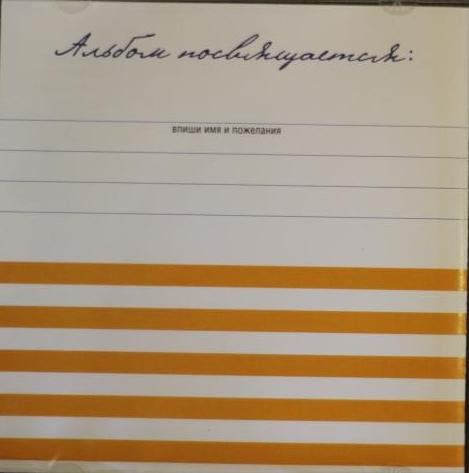 Альбом посвящается:
впиши имя и пожелания